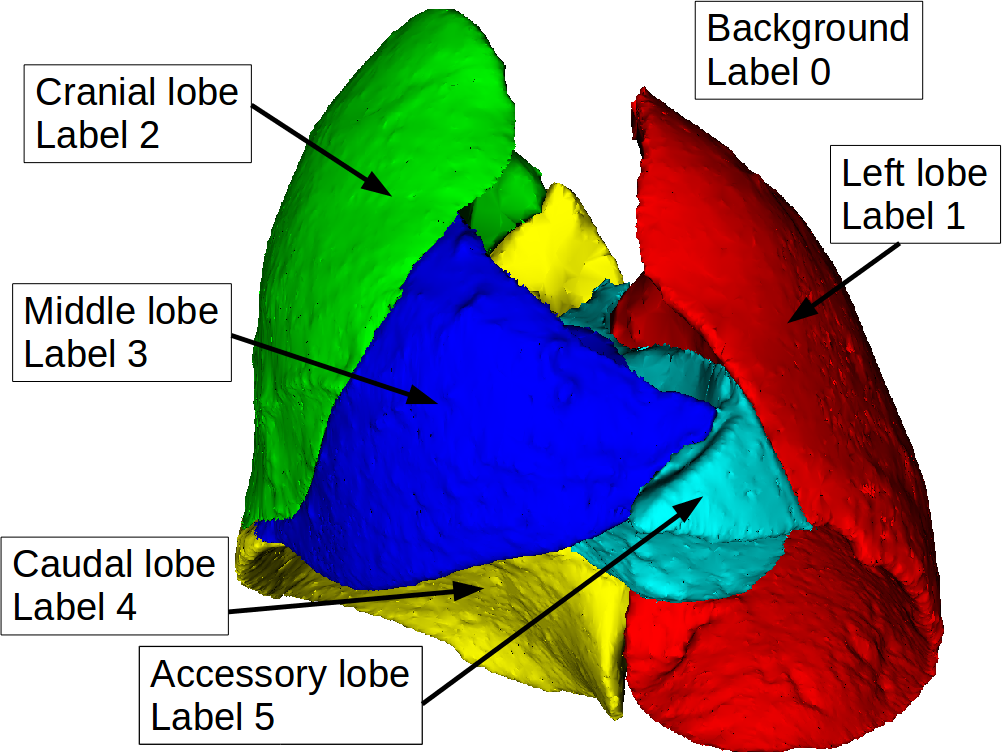 Background
Label 0
Cranial lobe
Label 2
Left lobe
Label 1
Middle lobe
Label 3
Caudal lobe
Label 4
Accessory lobe
Label 5